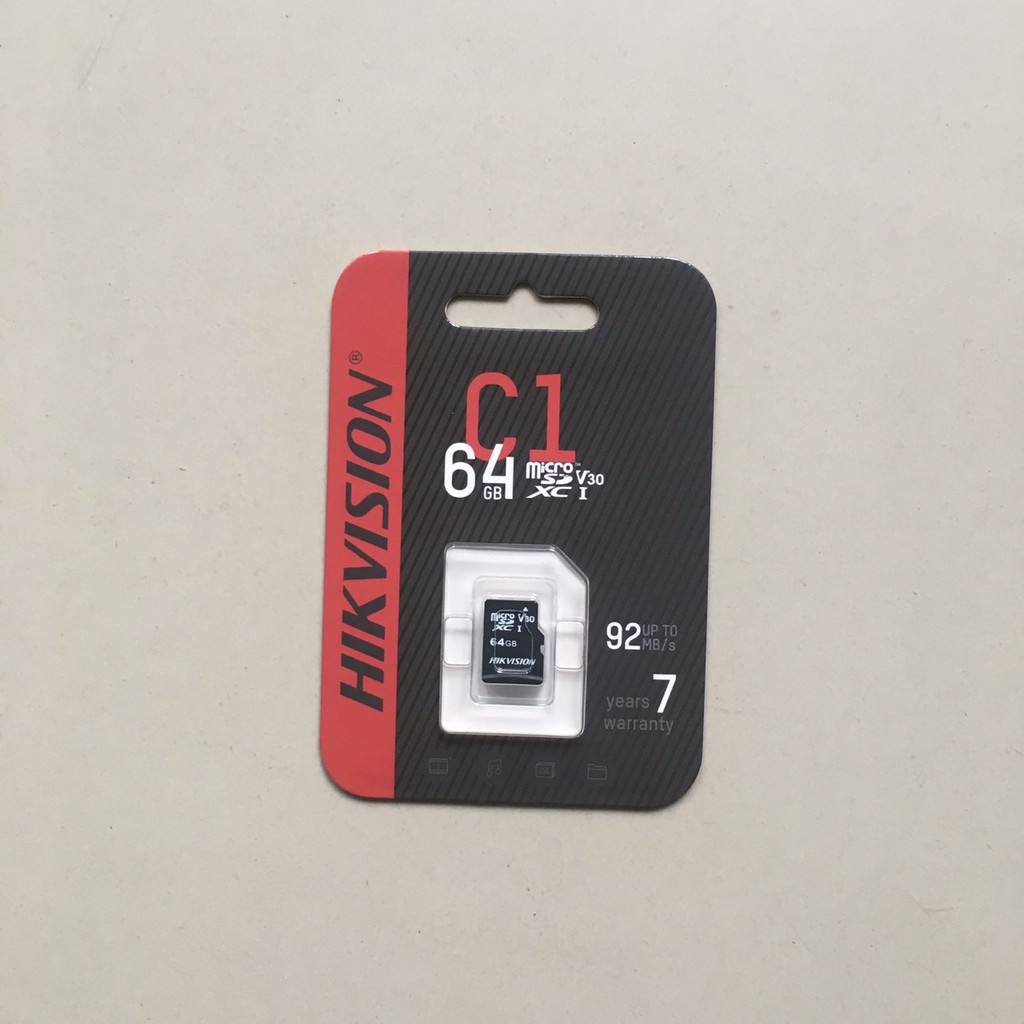 HIKVISION®
C1
64 GB micro SD XC I V30
micro SD XC I V30
64GB
HIKVISION
92 UP TO MB/s
years 7
warranty